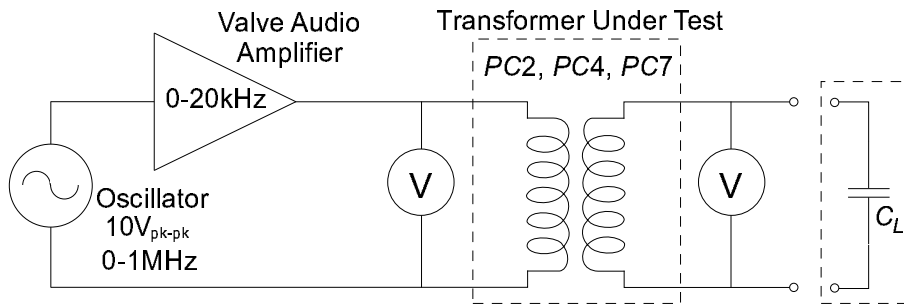 Valve Audio
Amplifier
Transformer Under Test
PC2, PC4, PC7
0-20kHz
V
V
Oscillator
10Vpk-pk
0-1MHz
CL